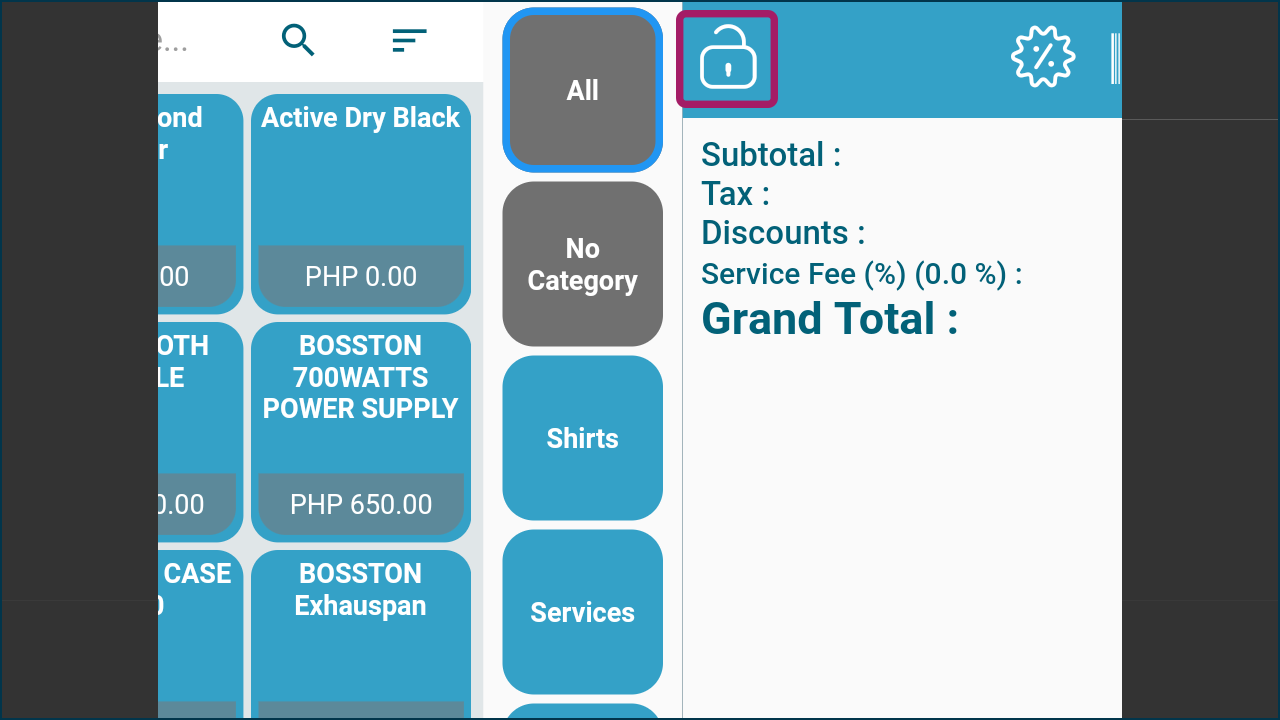 e...
ond
r
00
Active Dry Black
PHP 0.00
OTH
LE
0.00
BOSSTON
700WATTS
POWER SUPPLY
PHP 650.00
CASE
0
BOSSTON
Exhauspan
All
No
Category
Shirts
Services
Subtotal :
Tax :
Discounts :
Service Fee (%) (0.0 %) :
Grand Total :